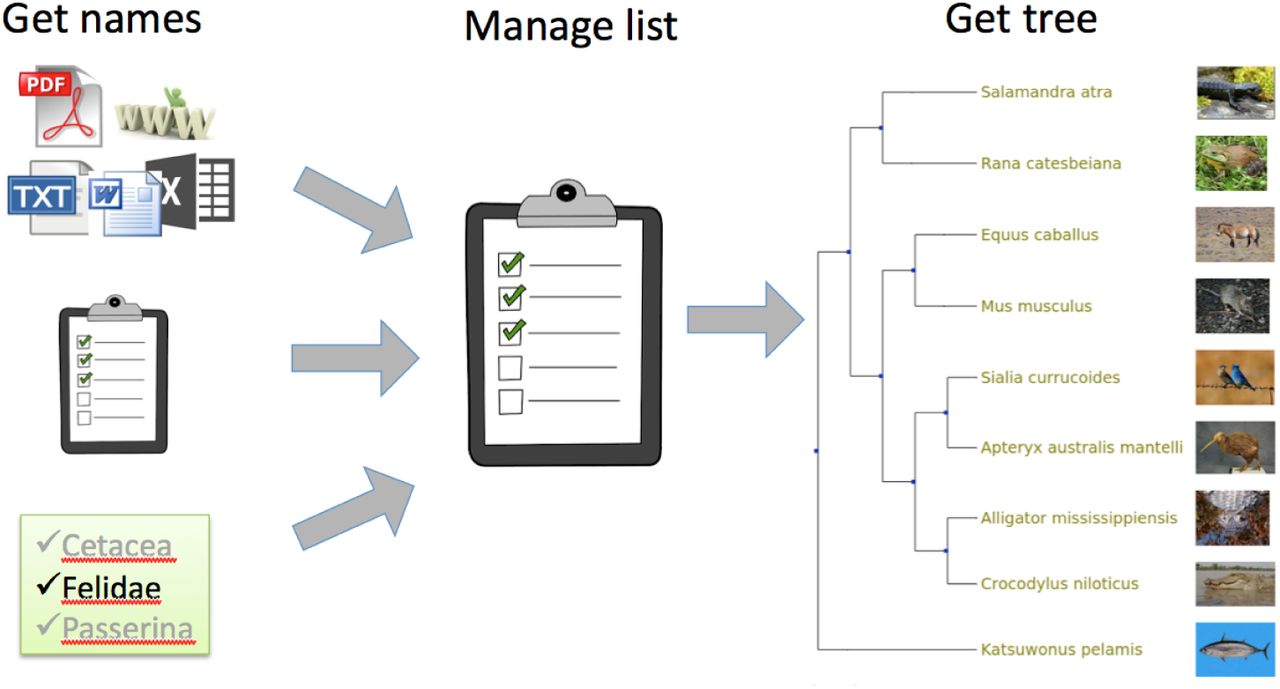 Get names
Manage list
Get tree
PDF
www
TXT
W
X
Cetacea
Felidae
Passerina
Salamandra atra
Rana catesbeiana
Equus caballus
Mus musculus
Sialia currucoides
Apteryx australis mantelli
Alligator mississippiensis
Crocodylus niloticus
Katsuwonus pelamis